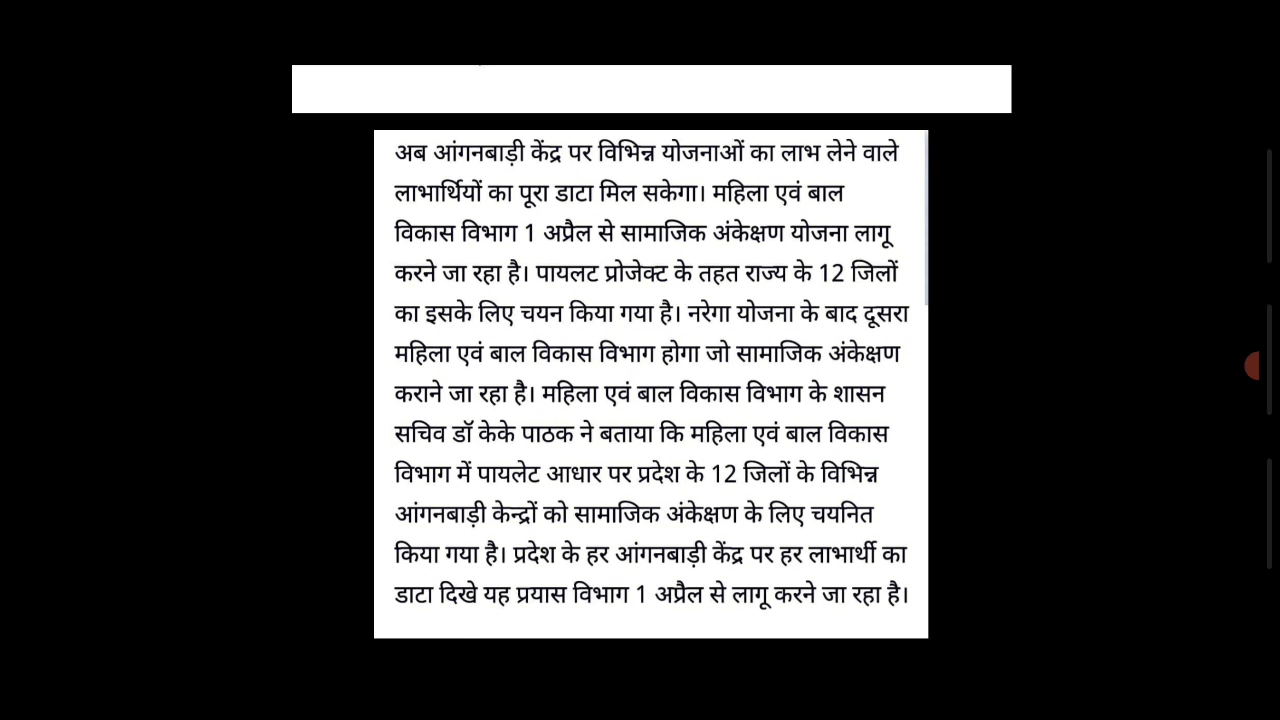 अब आंगनबाड़ी केंद्र पर विभिन्न योजनाओं का लाभ लेने वाले
लाभार्थियों का पूरा डाटा मिल सकेगा। महिला एवं बाल
विकास विभाग 1 अप्रैल से सामाजिक अंकेक्षण योजना लागू
करने जा रहा है। पायलट प्रोजेक्ट के तहत राज्य के 12 जिलों
का इसके लिए चयन किया गया है। नरेगा योजना के बाद दूसरा
महिला एवं बाल विकास विभाग होगा जो सामाजिक अंकेक्षण
कराने जा रहा है। महिला एवं बाल विकास विभाग के शासन
सचिव डॉ केके पाठक ने बताया कि महिला एवं बाल विकास
विभाग में पायलेट आधार पर प्रदेश के 12 जिलों के विभिन्न
आंगनबाड़ी केन्द्रों को सामाजिक अंकेक्षण के लिए चयनित
किया गया है। प्रदेश के हर आंगनबाड़ी केंद्र पर हर लाभार्थी का
डाटा दिखे यह प्रयास विभाग 1 अप्रैल से लागू करने जा रहा है।